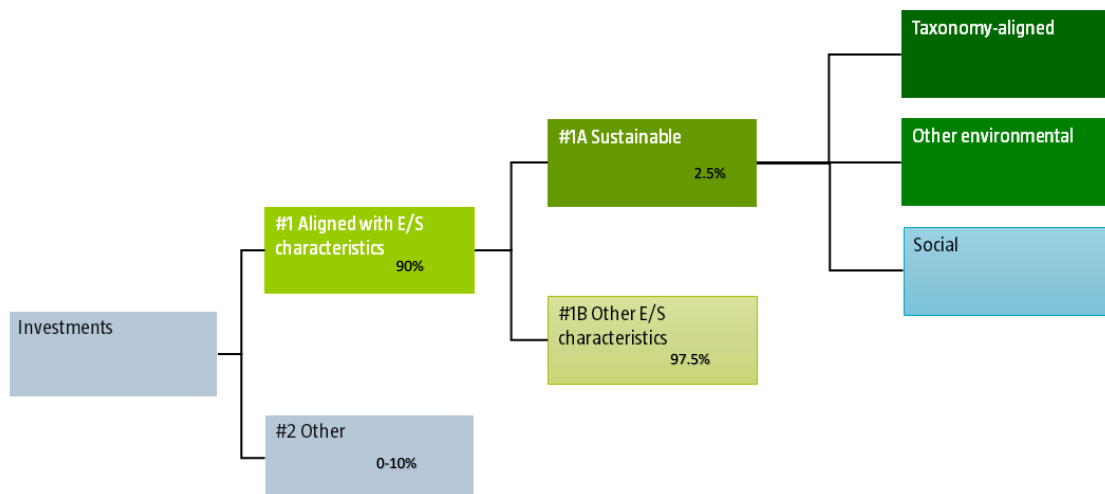 Taxonomy-aligned
#1A Sustainable
2.5%
Other environmental
#1 Aligned with E/S
characteristics
90%
Social
Investments
#1B Other E/S
characteristics
97.5%
#2 Other
0-10%